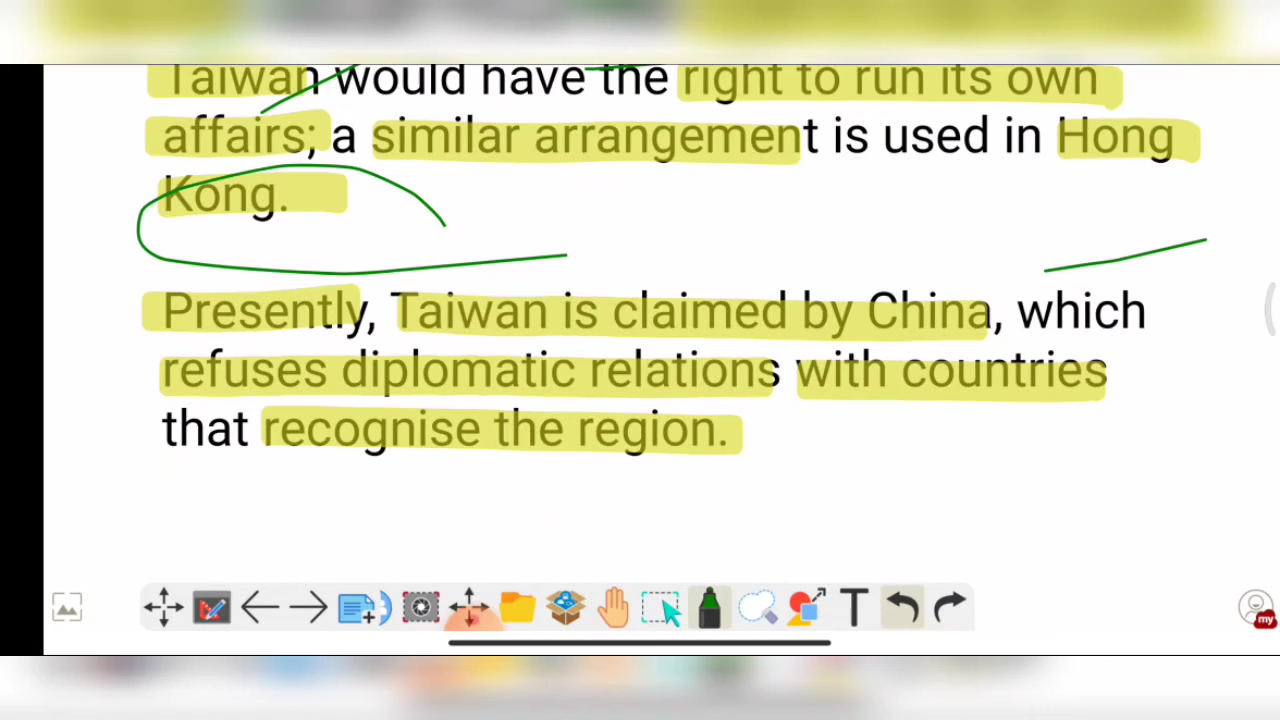 Taiwan would have the right to run its own
affairs; a similar arrangement is used in Hong
Kong.
Presently, Taiwan is claimed by China, which
refuses diplomatic relations with countries
that recognise the region.
T
my